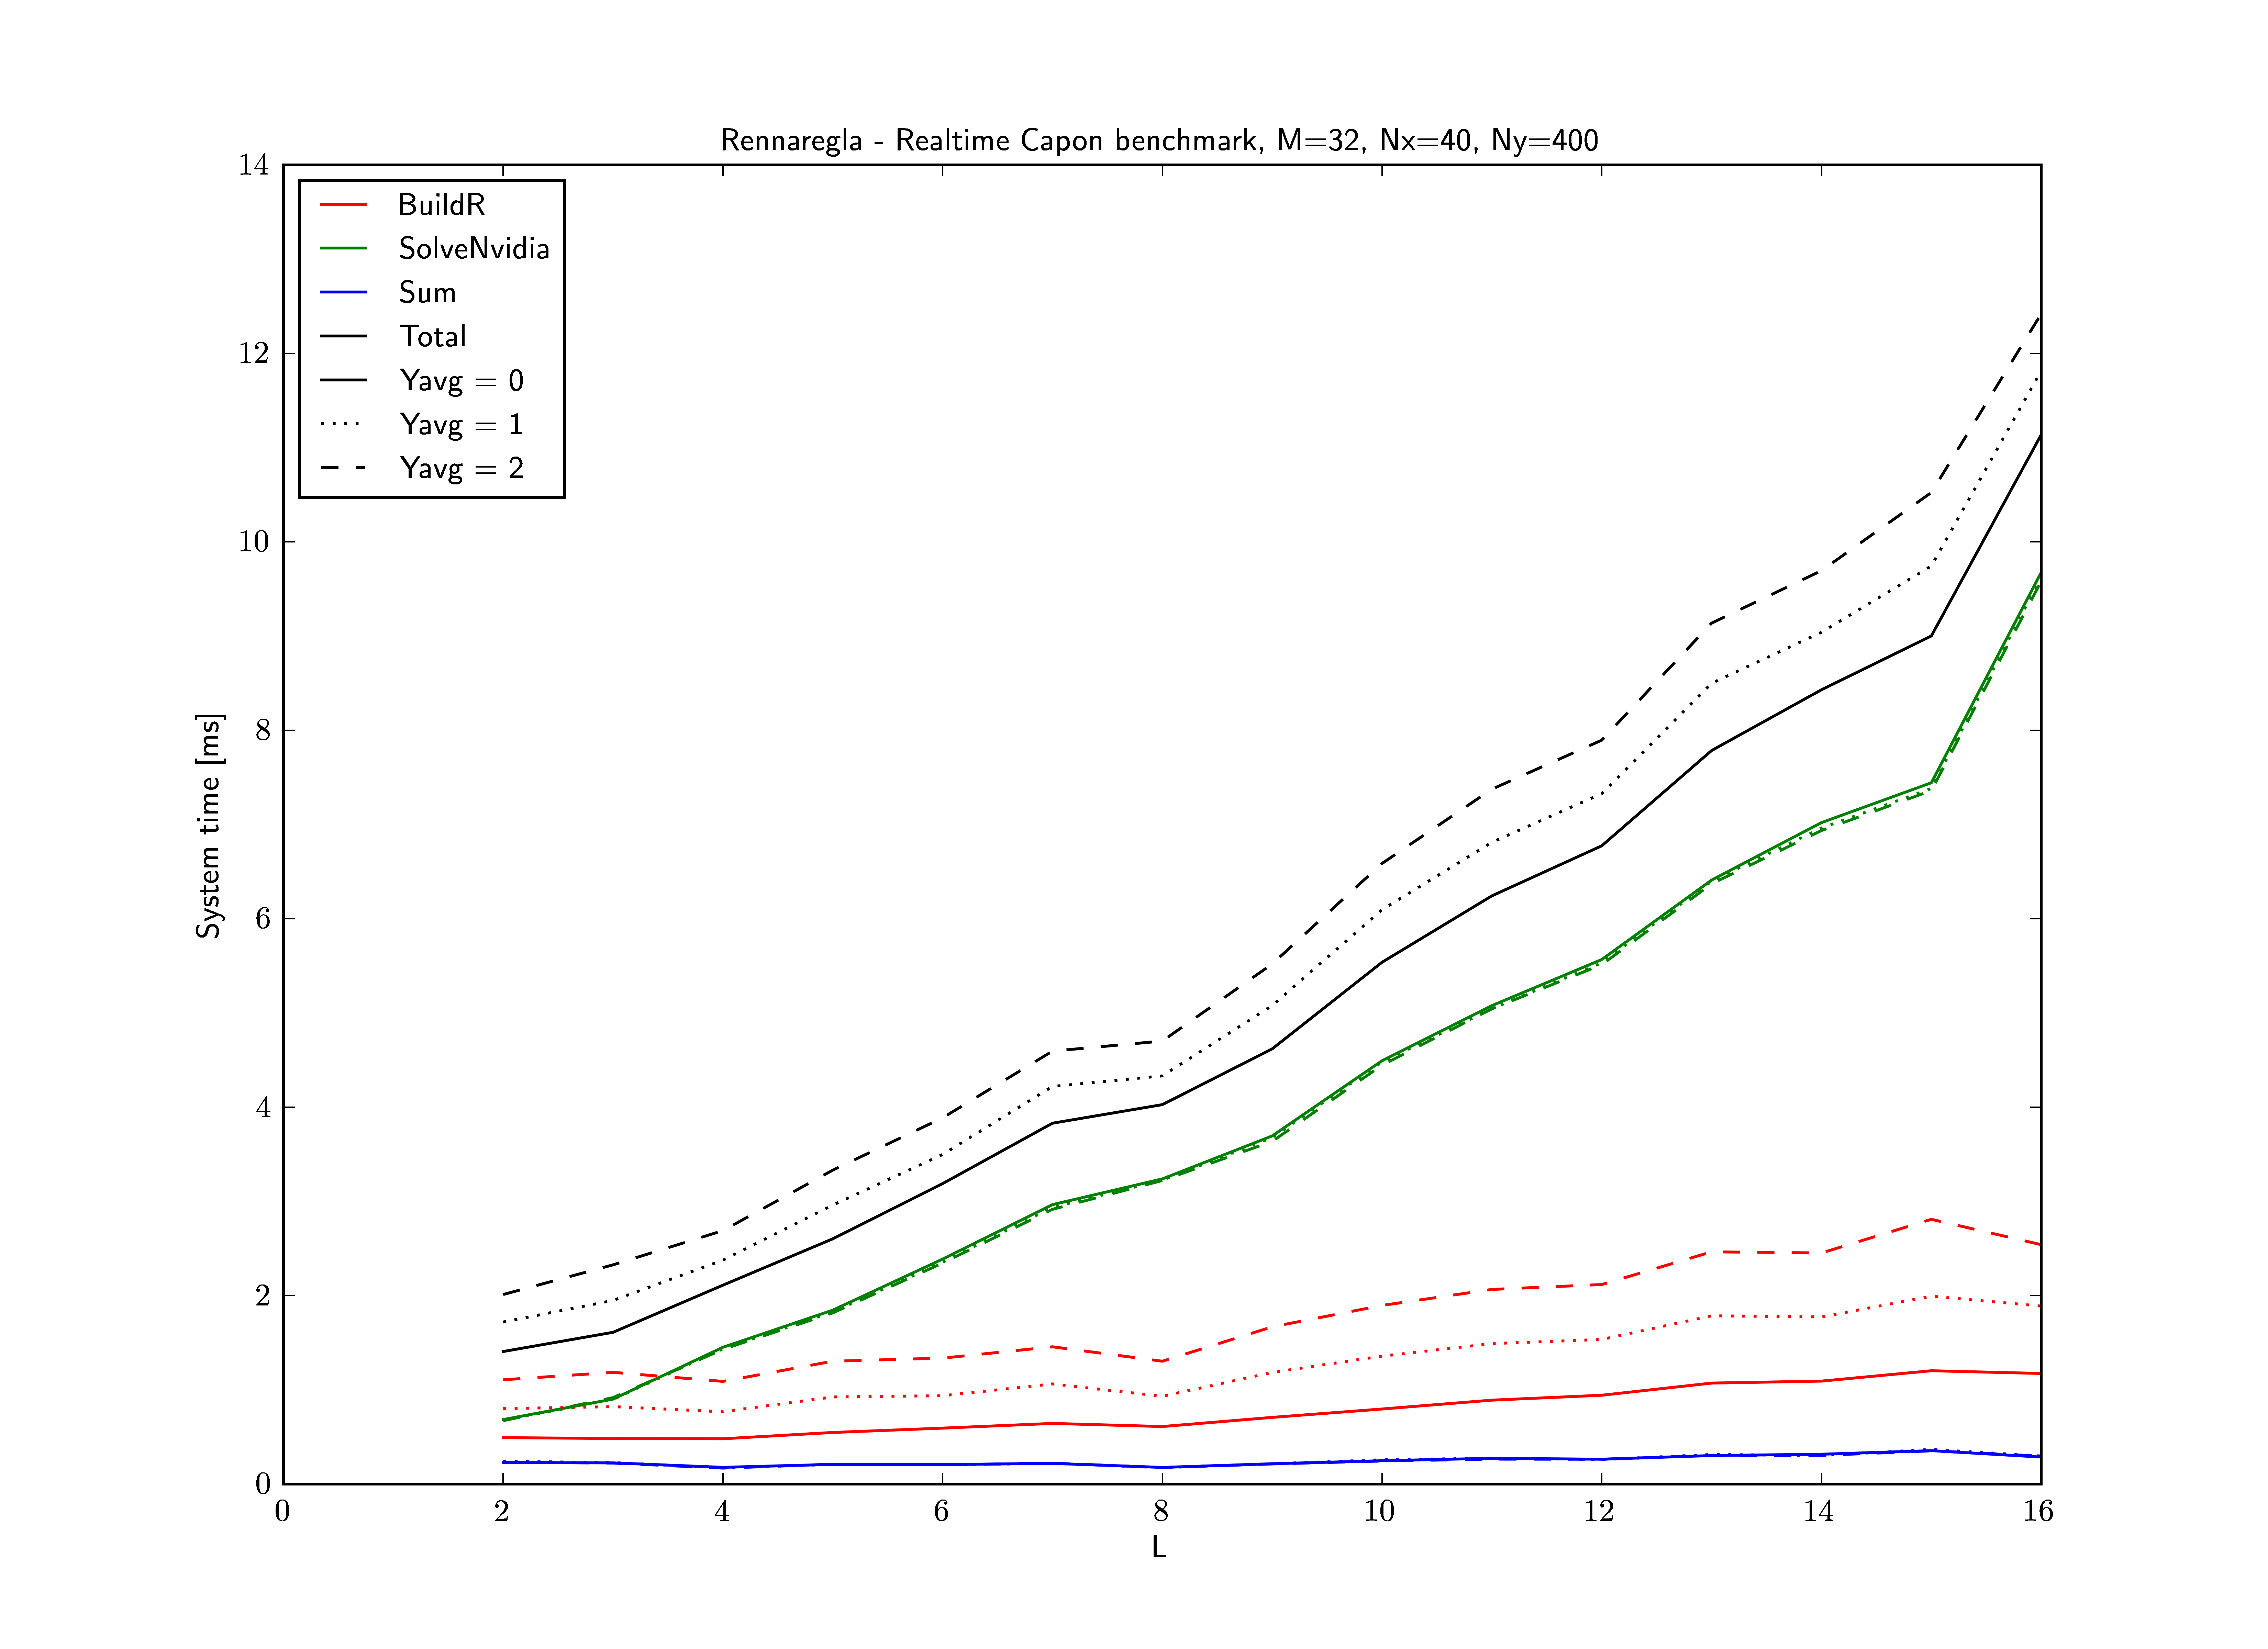 Rennaregla - Realtime Capon benchmark, M=32, Nx=40, Ny=400
14
12
10
8
6
4
2
0
BuildR
SolveNvidia
Sum
Total
Yavg = 0
Yavg = 1
Yavg = 2
System time [ms]
0 2 4 6 8 10 12 14 16
L